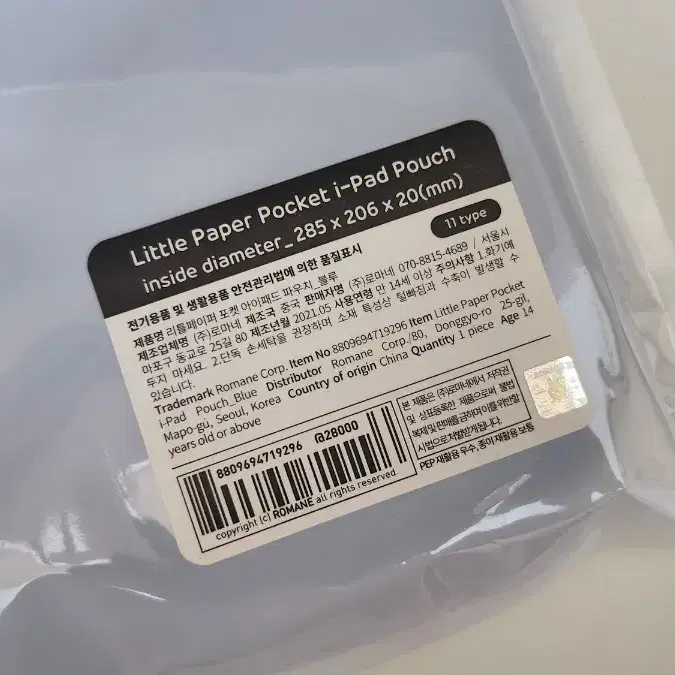 Little Paper Pocket i-Pad Pouch
inside diameter_285 x 206 x 20(mm)
11 type
전기용품 및 생활용품 안전관리법에 의한 품질표시
제품명 리틀페이퍼 포켓 아이패드 파우치_블루
제조업체명 (주)로마네 제조국 중국 판매자명 (주)로마네 070-8815-4689 / 서울시
마포구 동교로 25길 80 제조년월 2021.05 사용연령 만 14세 이상 주의사항 1.화기에
두지 마세요. 2.단독 손세탁을 권장하며 소재 특성상 털빠짐과 수축이 발생할 수
있습니다.
Trademark Romane Corp. Item No 8809694719296 Item Little Paper Pocket
i-Pad Pouch_Blue Distributor Romane Corp./80, Donggyo-ro 25-gil,
Mapo-gu, Seoul, Korea Country of origin China Quantity 1 piece Age 14
years old or above
8809694719296 @28000
copyright (c) ROMANE all rights reserved.
본 제품은 (주)로마네에서 저작권
및 상표등록한 제품으로써 불법
복제 및 판매를 금하며 이를 위반할
시 법으로 처벌받게 됩니다.
PEP 재활용 우수, 종이 재활용 보통